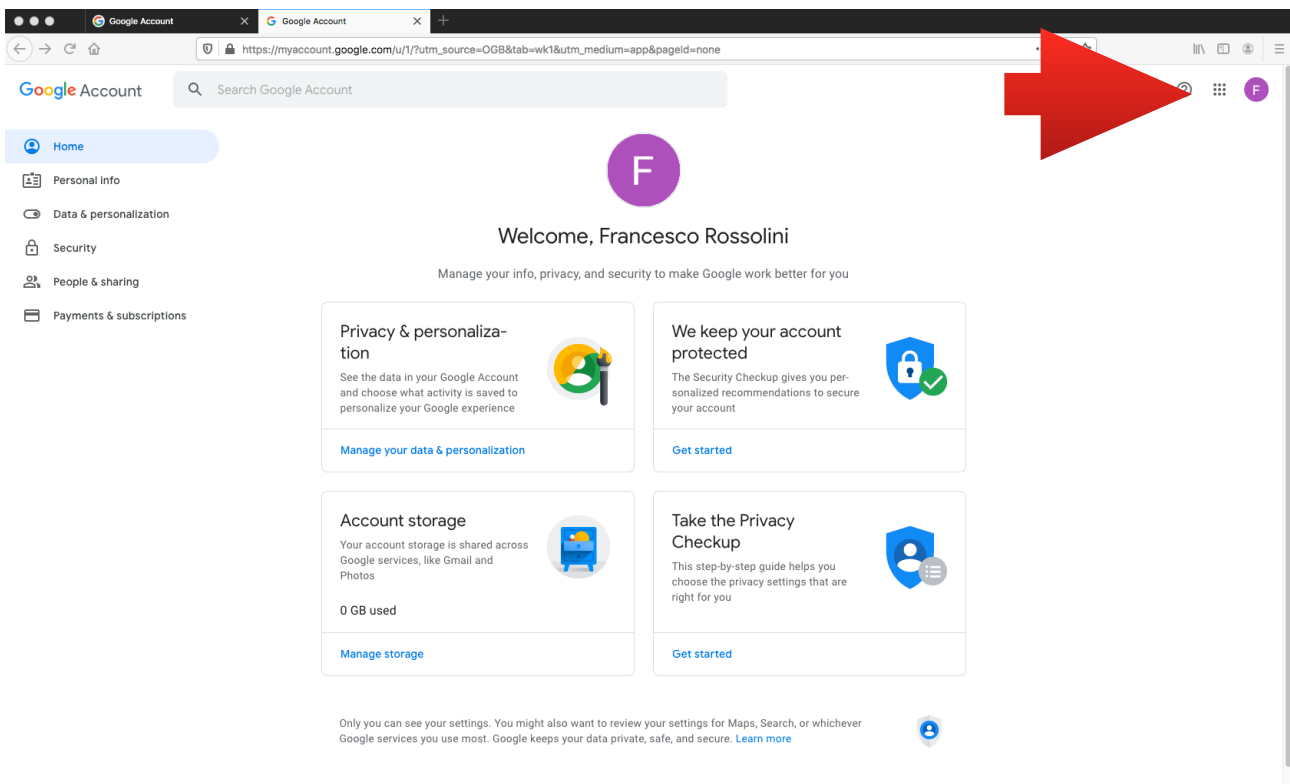 Google Account
Google Account
https://myaccount.google.com/u/1/?utm_source=OGB&tab=wk1&utm_medium=app&pageId=none
Google Account
Search Google Account
F
Home
Personal info
Data & personalization
Security
People & sharing
Payments & subscriptions
F
Welcome, Francesco Rossolini
Manage your info, privacy, and security to make Google work better for you
Privacy & personaliza-
tion
See the data in your Google Account
and choose what activity is saved to
personalize your Google experience
Manage your data & personalization
We keep your account
protected
The Security Checkup gives you per-
sonalized recommendations to secure
your account
Get started
Account storage
Your account storage is shared across
Google services, like Gmail and
Photos
0 GB used
Manage storage
Take the Privacy
Checkup
This step-by-step guide helps you
choose the privacy settings that are
right for you
Get started
Only you can see your settings. You might also want to review your settings for Maps, Search, or whichever
Google services you use most. Google keeps your data private, safe, and secure. Learn more